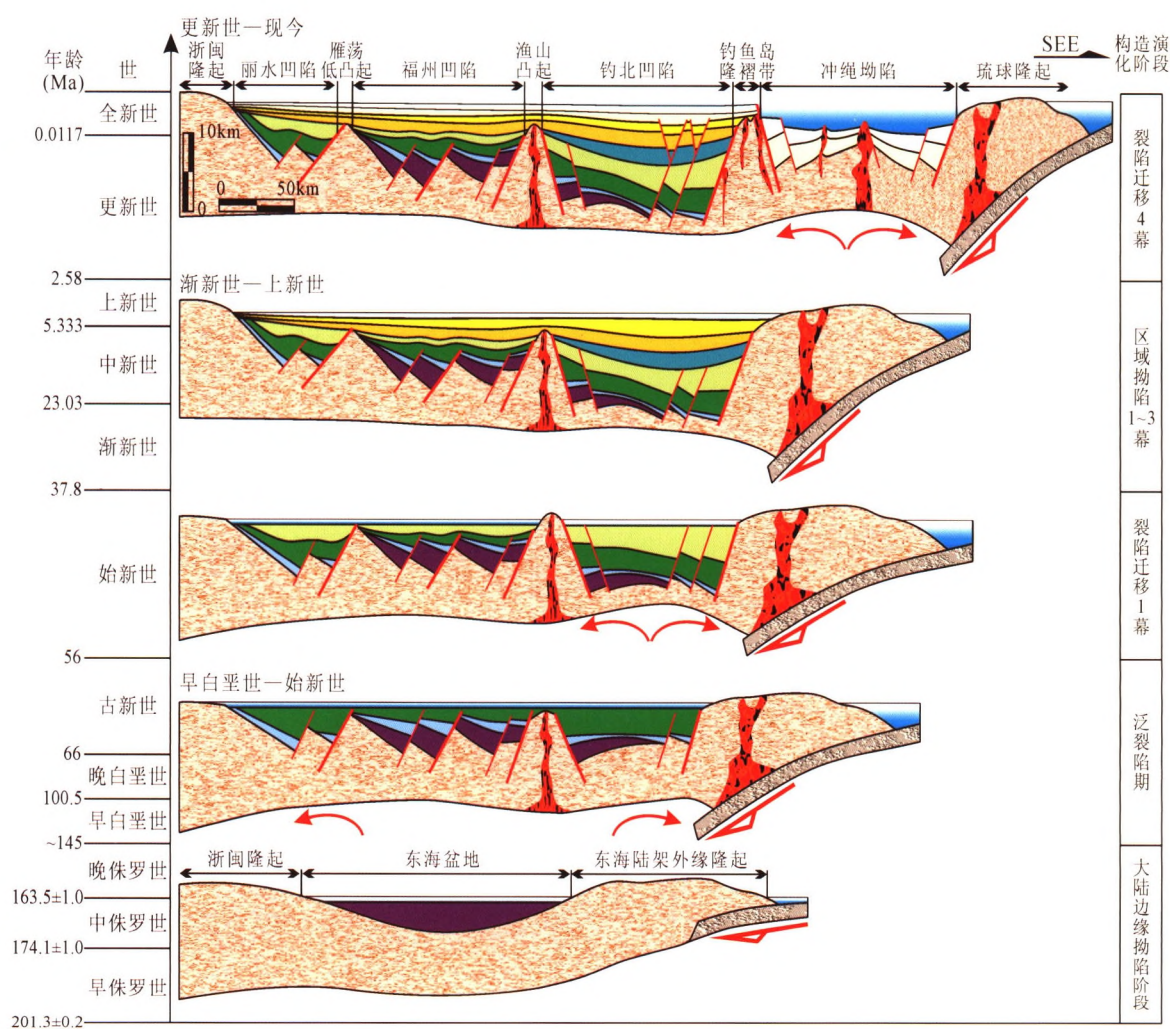 更新世—现今
年龄
(Ma)
世
浙闽
隆起
丽水凹陷
雁荡
低凸起
福州凹陷
渔山
凸起
钓北凹陷
钓鱼岛
隆褶带
冲绳坳陷
琉球隆起
SEE
构造演
化阶段
全新世
0.0117
更新世
2.58
上新世
5.333
中新世
23.03
渐新世
37.8
始新世
56
古新世
66
晚白垩世
100.5
早白垩世
~145
晚侏罗世
163.5±1.0
中侏罗世
174.1±1.0
早侏罗世
201.3±0.2
10km
0
0
50km
渐新世—上新世
早白垩世—始新世
浙闽隆起
东海盆地
东海陆架外缘隆起
裂陷迁移4幕
区域坳陷1~3幕
裂陷迁移1幕
泛裂陷期
大陆边缘坳陷阶段